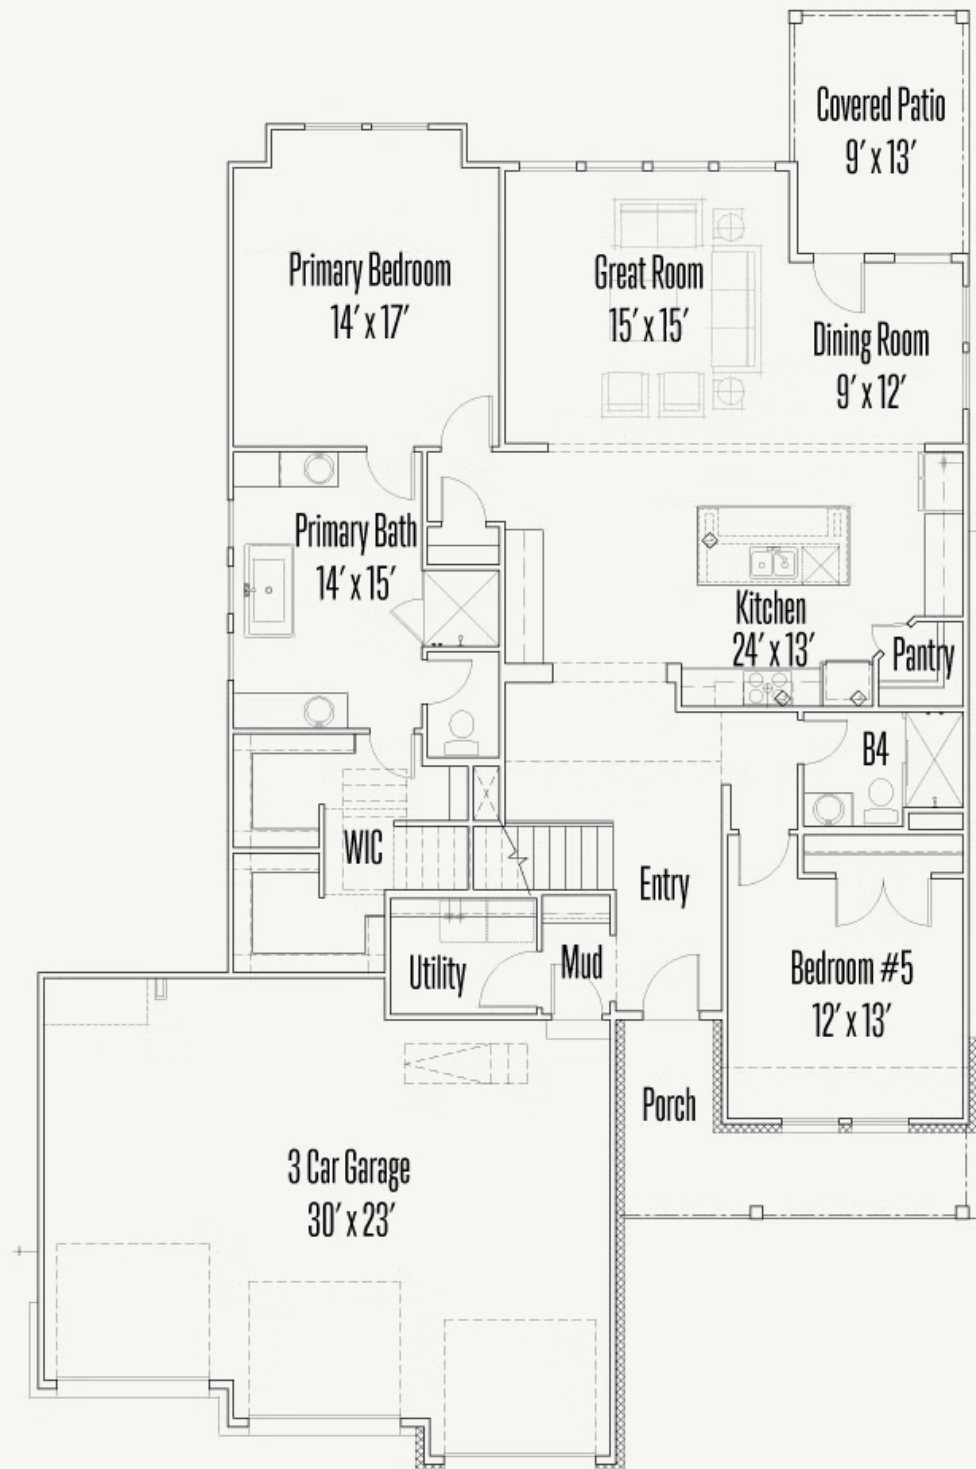 Covered Patio
9' x 13'
Primary Bedroom
14' x 17'
Great Room
15' x 15'
Dining Room
9' x 12'
Primary Bath
14' x 15'
Kitchen
24' x 13'
Pantry
B4
WIC
Entry
Utility
Mud
Bedroom #5
12' x 13'
Porch
3 Car Garage
30' x 23'